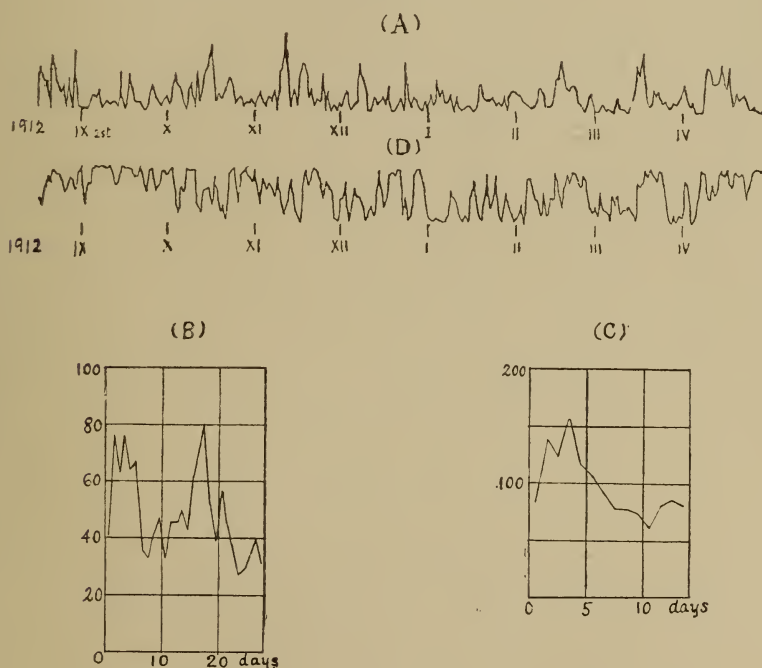 (A)
1912 IX 1st X XI XII I II III IV
(D)
1912 IX X XI XII I II III IV
(B)
100
80
60
40
20
0 10 20 days
(C)
200
100
0 5 10 days